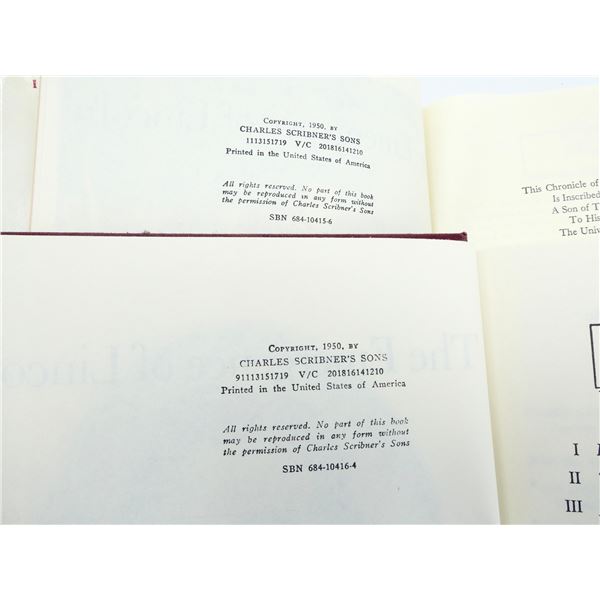 COPYRIGHT, 1950, BY
CHARLES SCRIBNER'S SONS
1113151719 V/C 201816141210
Printed in the United States of America
All rights reserved. No part of this book
may be reproduced in any form without
the permission of Charles Scribner's Sons
SBN 684-10415-6
This Chronicle of
Is Inscribed
A Son of T
To His
The Univ
COPYRIGHT, 1950, BY
CHARLES SCRIBNER'S SONS
91113151719 V/C 201816141210
Printed in the United States of America
All rights reserved. No part of this book
may be reproduced in any form without
the permission of Charles Scribner's Sons
SBN 684-10416-4
I
II
III